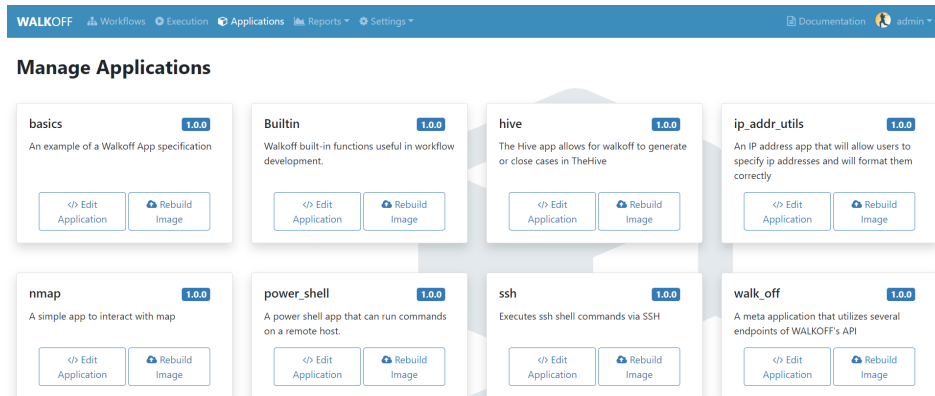 WALKOFF Workflows Execution Applications Reports Settings Documentation admin
Manage Applications
basics 1.0.0
An example of a Walkoff App specification
</> Edit Application
Rebuild Image
Builtin 1.0.0
Walkoff built-in functions useful in workflow
development.
</> Edit Application
Rebuild Image
hive 1.0.0
The Hive app allows for walkoff to generate
or close cases in TheHive
</> Edit Application
Rebuild Image
ip_addr_utils 1.0.0
An IP address app that will allow users to
specify ip addresses and will format them
correctly
</> Edit Application
Rebuild Image
nmap 1.0.0
A simple app to interact with map
</> Edit Application
Rebuild Image
power_shell 1.0.0
A power shell app that can run commands
on a remote host.
</> Edit Application
Rebuild Image
ssh 1.0.0
Executes ssh shell commands via SSH
</> Edit Application
Rebuild Image
walk_off 1.0.0
A meta application that utilizes several
endpoints of WALKOFF's API
</> Edit Application
Rebuild Image